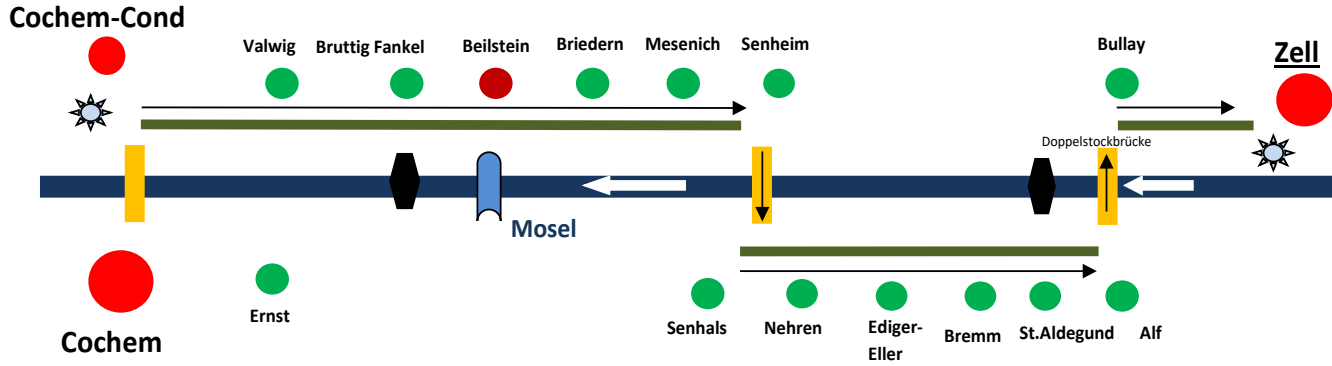 Cochem-Cond
Valwig
Bruttig Fankel
Beilstein
Briedern
Mesenich
Senheim
Bullay
Zell
Doppelstockbrücke
Mosel
Ernst
Cochem
Senhals
Nehren
Ediger-
Eller
Bremm
St.Aldegund
Alf